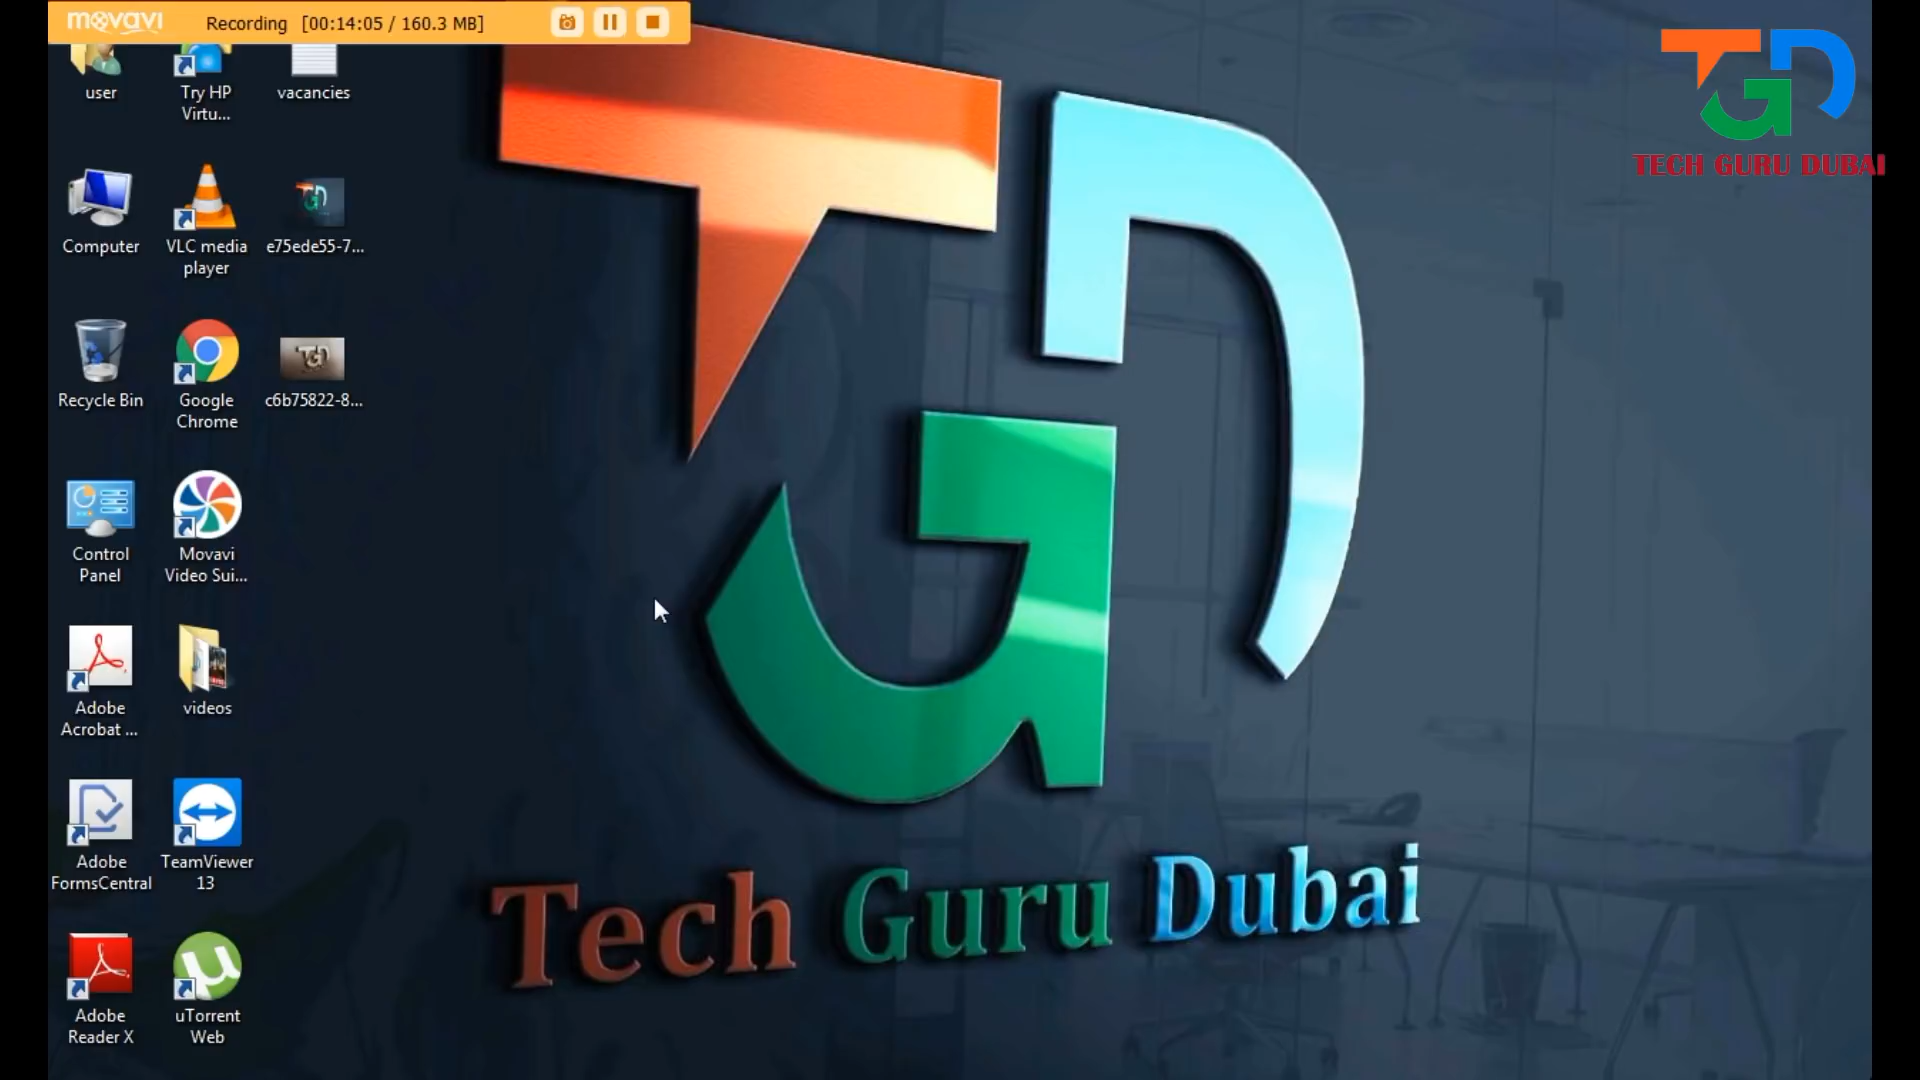 movavi
Recording [00:14:05 / 160.3 MB]
TECH GURU DUBAI
user
Try HP
Virtu...
vacancies
Computer
VLC media
player
e75ede55-7...
Recycle Bin
Google
Chrome
c6b75822-8...
Control
Panel
Movavi
Video Sui...
Adobe
Acrobat ...
videos
Adobe
FormsCentral
TeamViewer
13
Adobe
Reader X
uTorrent
Web
Tech Guru Dubai